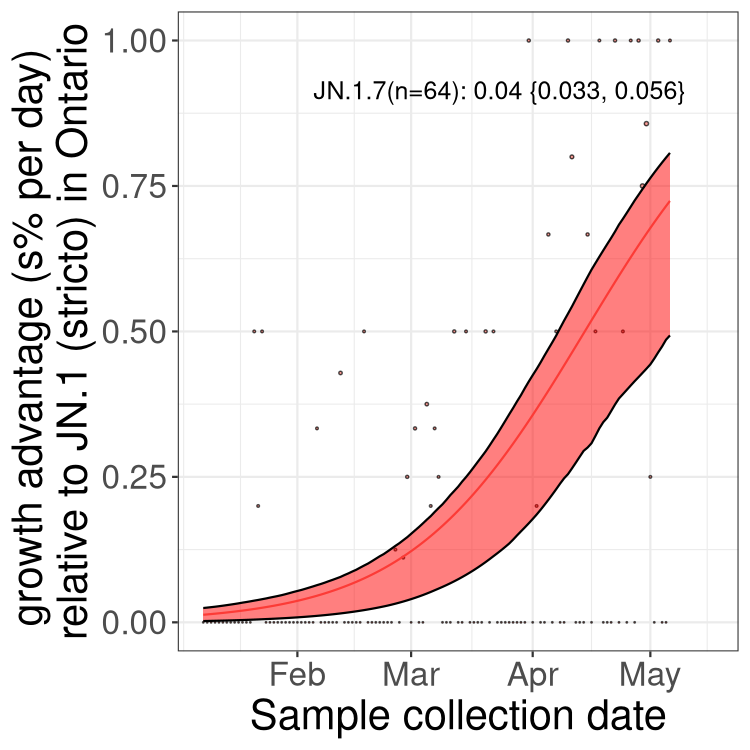 growth advantage (s% per day)
relative to JN.1 (stricto) in Ontario
1.00
0.75
0.50
0.25
0.00
JN.1.7(n=64): 0.04 {0.033, 0.056}
Feb Mar Apr May
Sample collection date